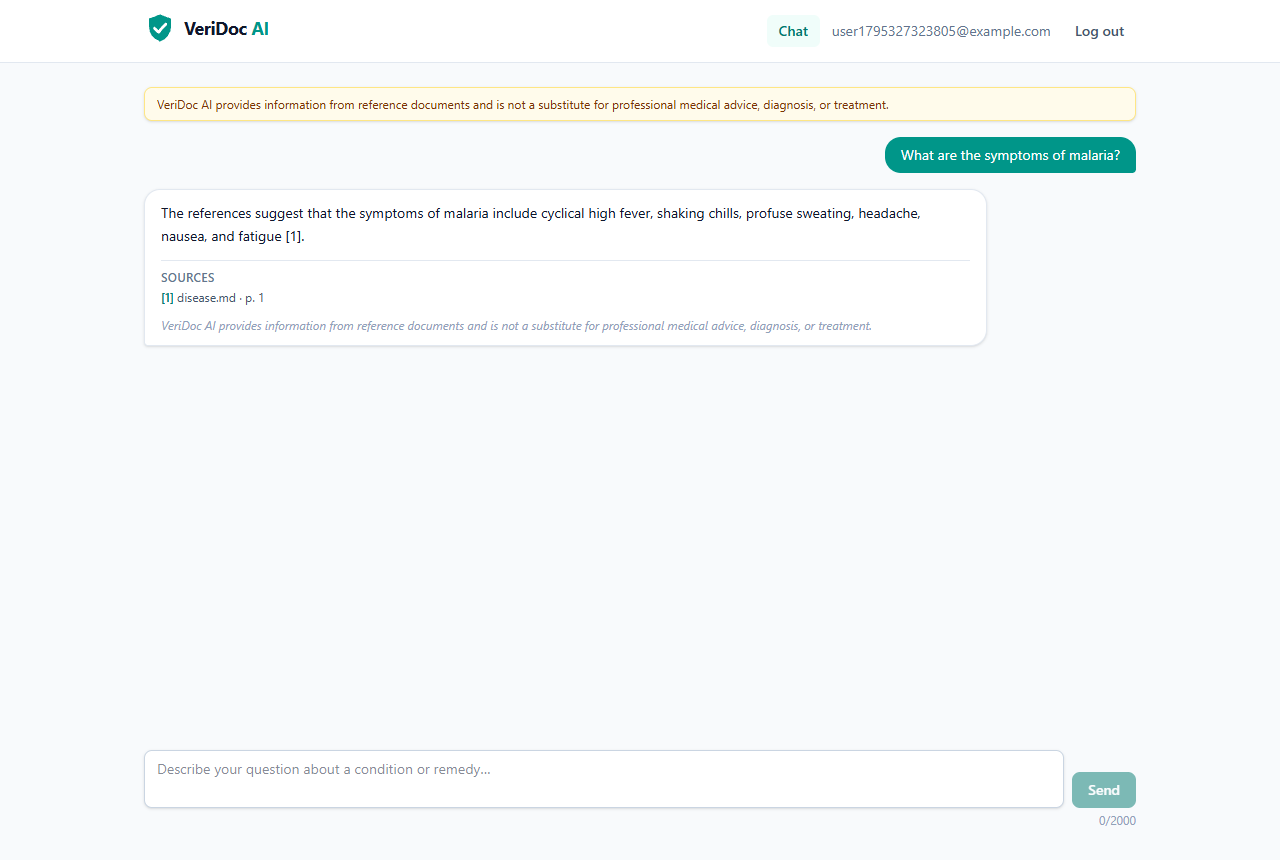 VeriDoc AI
Chat
user1795327323805@example.com
Log out
VeriDoc AI provides information from reference documents and is not a substitute for professional medical advice, diagnosis, or treatment.
What are the symptoms of malaria?
The references suggest that the symptoms of malaria include cyclical high fever, shaking chills, profuse sweating, headache,
nausea, and fatigue [1].
SOURCES
[1] disease.md · p. 1
VeriDoc AI provides information from reference documents and is not a substitute for professional medical advice, diagnosis, or treatment.
Describe your question about a condition or remedy...
Send
0/2000